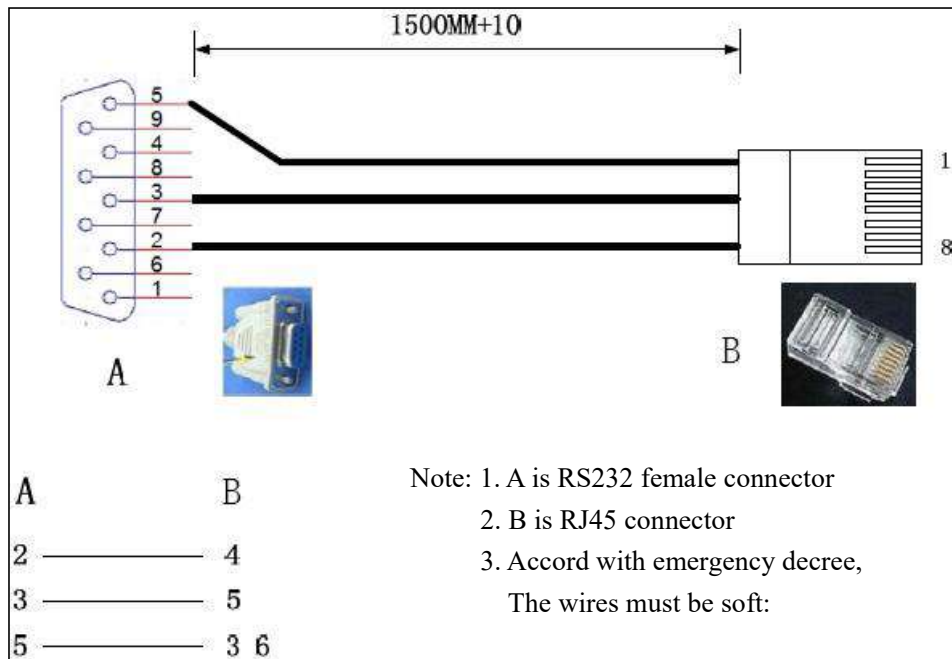 1500MM+10
5
9
4
8
3
7
2
6
1
1
8
A
B
A B
2 4
3 5
5 3 6
Note: 1. A is RS232 female connector
2. B is RJ45 connector
3. Accord with emergency decree,
The wires must be soft: